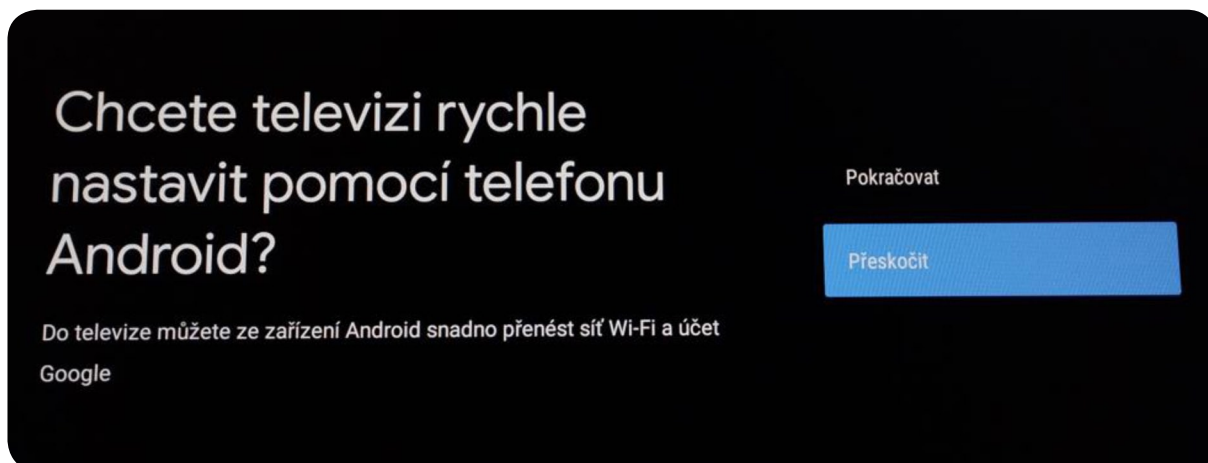 Chcete televizi rychle
nastavit pomocí telefonu
Android?
Do televize můžete ze zařízení Android snadno přenést síť Wi-Fi a účet
Google
Pokračovat
Přeskočit